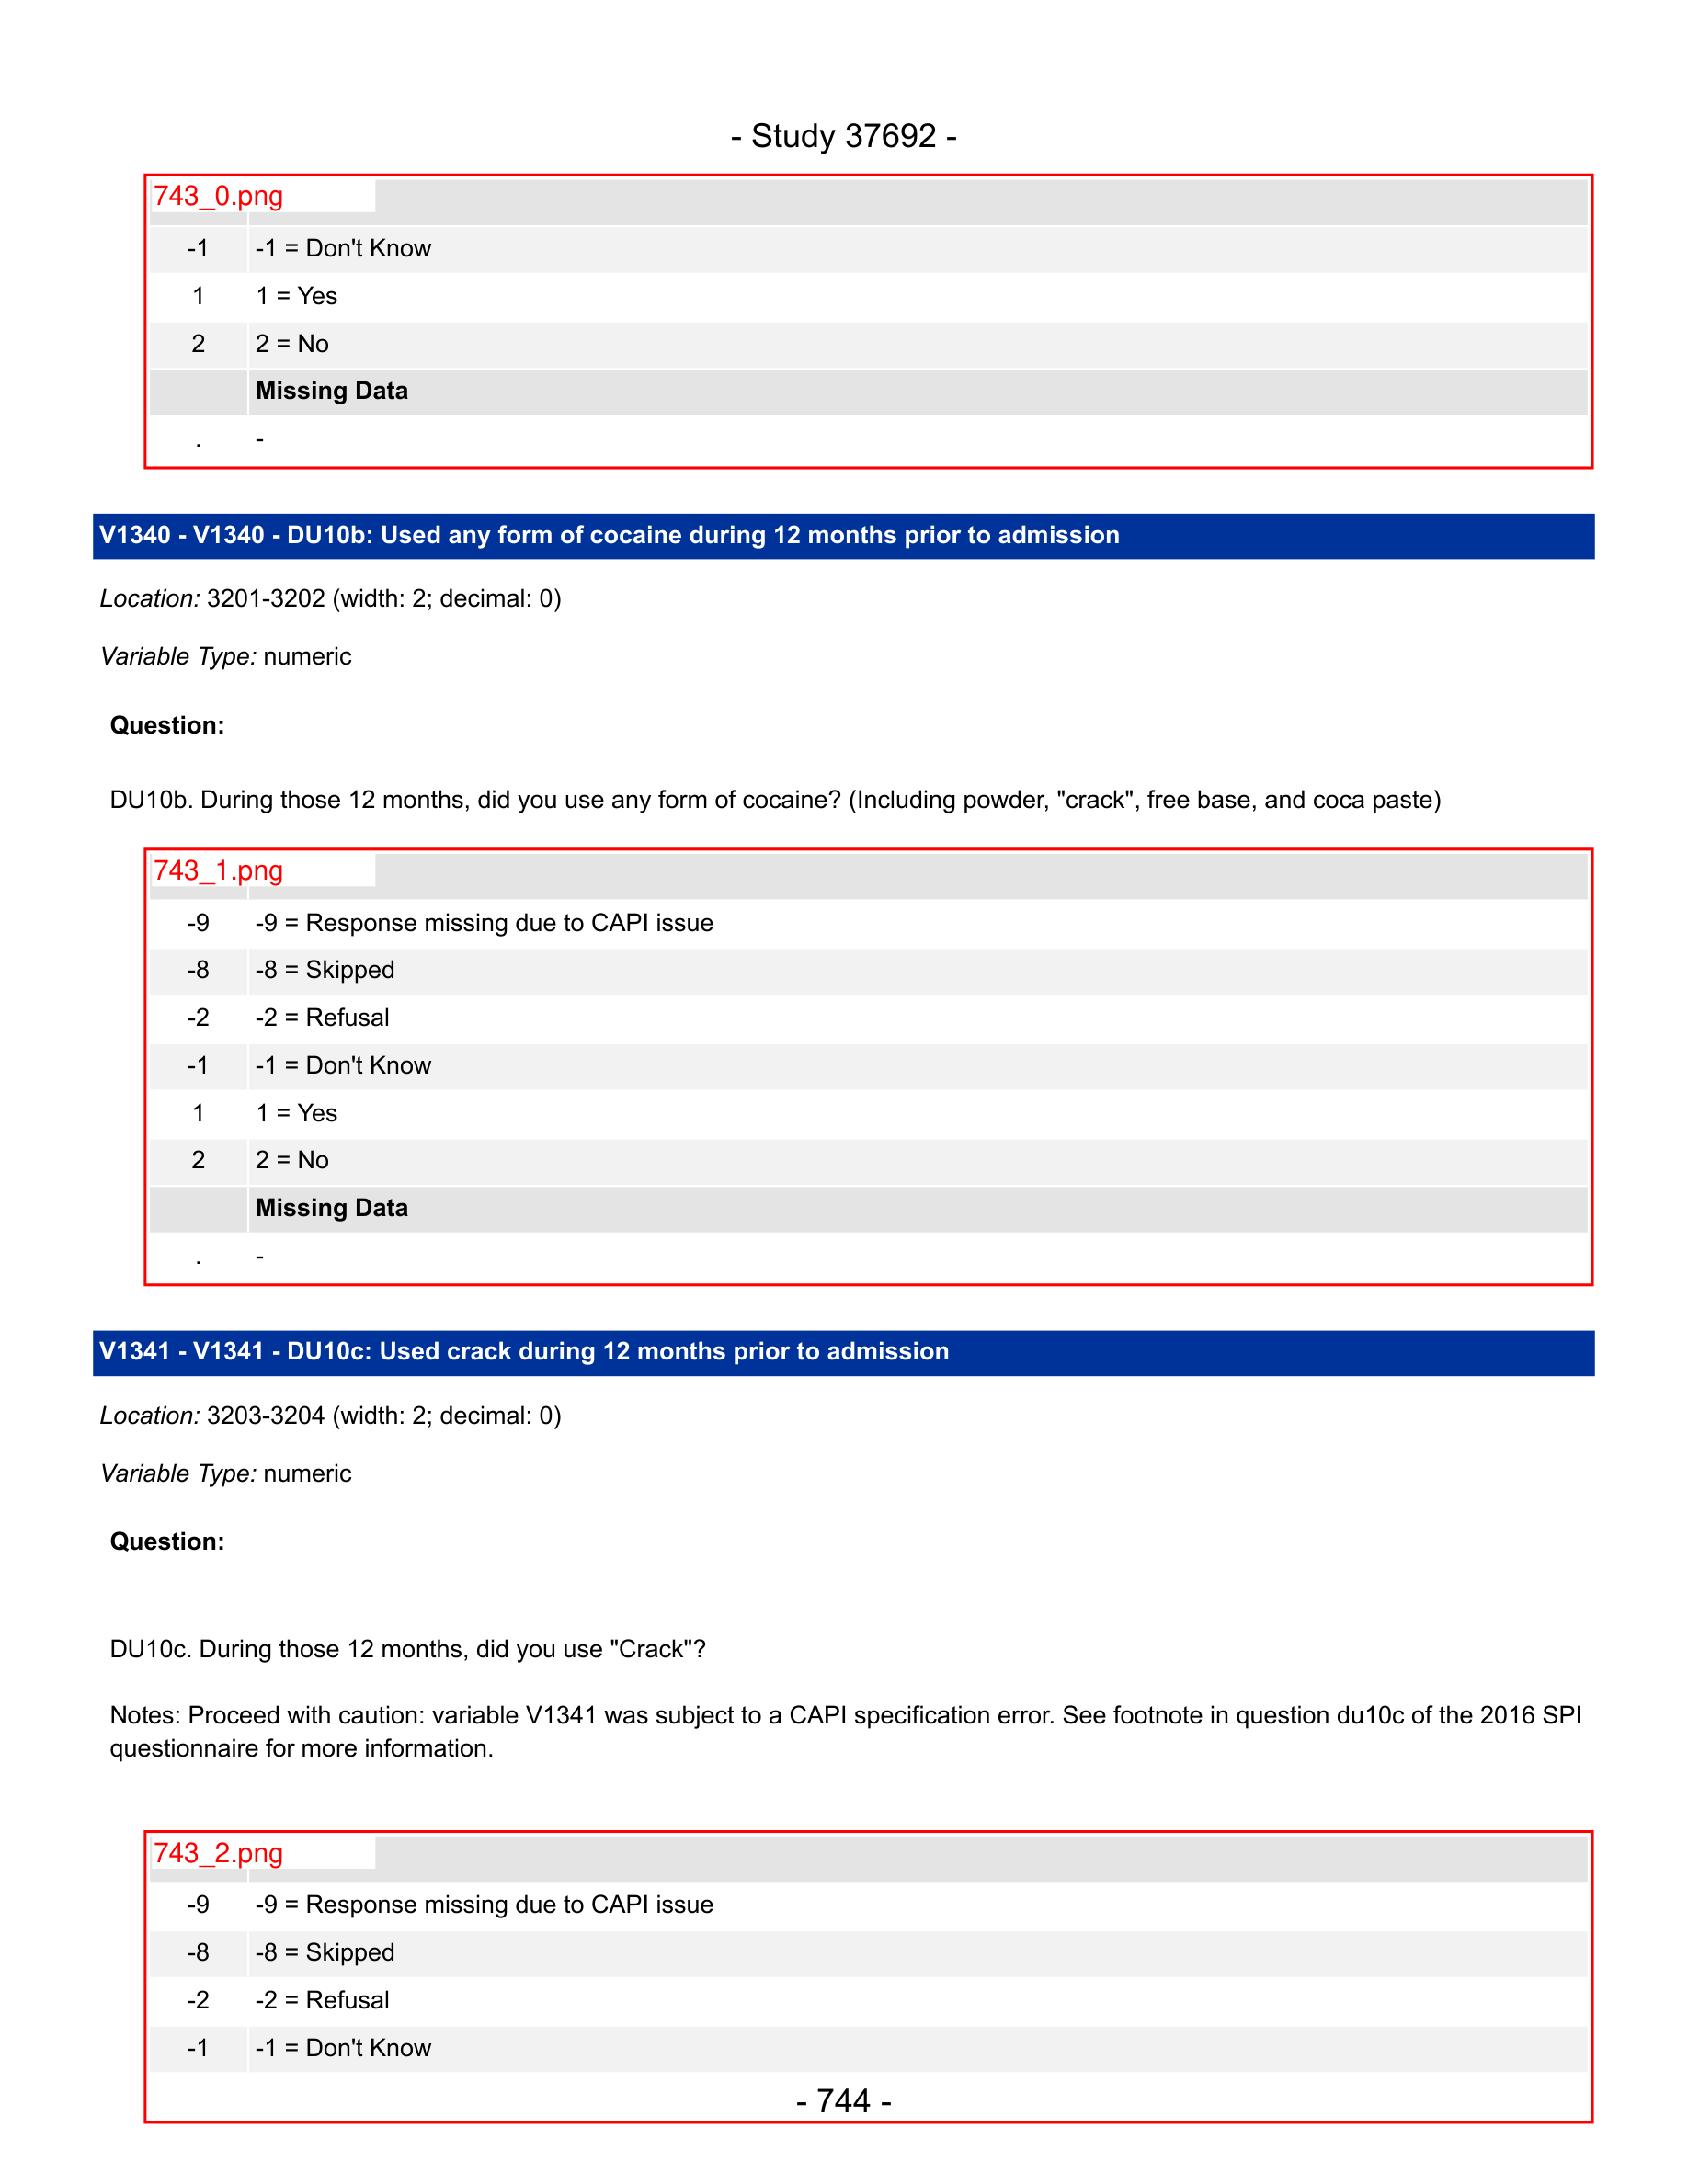 - Study 37692 -
743_0.png
-1 -1 = Don't Know
1 1 = Yes
2 2 = No
Missing Data
. -
V1340 - V1340 - DU10b: Used any form of cocaine during 12 months prior to admission
Location: 3201-3202 (width: 2; decimal: 0)
Variable Type: numeric
Question:
DU10b. During those 12 months, did you use any form of cocaine? (Including powder, "crack", free base, and coca paste)
743_1.png
-9 -9 = Response missing due to CAPI issue
-8 -8 = Skipped
-2 -2 = Refusal
-1 -1 = Don't Know
1 1 = Yes
2 2 = No
Missing Data
. -
V1341 - V1341 - DU10c: Used crack during 12 months prior to admission
Location: 3203-3204 (width: 2; decimal: 0)
Variable Type: numeric
Question:
DU10c. During those 12 months, did you use "Crack"?
Notes: Proceed with caution: variable V1341 was subject to a CAPI specification error. See footnote in question du10c of the 2016 SPI
questionnaire for more information.
743_2.png
-9 -9 = Response missing due to CAPI issue
-8 -8 = Skipped
-2 -2 = Refusal
-1 -1 = Don't Know
- 744 -